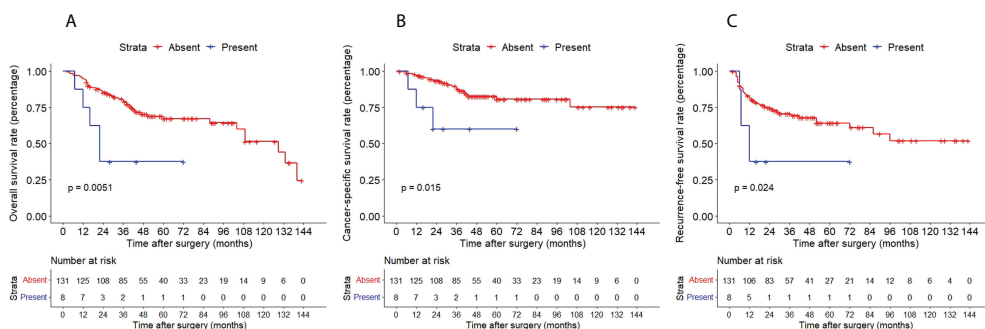 A
Strata Absent Present
Overall survival rate (percentage)
1.00
0.75
0.50
0.25
0.00
p = 0.0051
0 12 24 36 48 60 72 84 96 108 120 132 144
Time after surgery (months)
Number at risk
Strata
Absent 131 125 108 85 55 40 33 23 19 14 9 6 0
Present 8 7 3 2 1 1 1 0 0 0 0 0 0
0 12 24 36 48 60 72 84 96 108 120 132 144
Time after surgery (months)
B
Strata Absent Present
Cancer-specific survival rate (percentage)
1.00
0.75
0.50
0.25
0.00
p = 0.015
0 12 24 36 48 60 72 84 96 108 120 132 144
Time after surgery (months)
Number at risk
Strata
Absent 131 125 108 85 55 40 33 23 19 14 9 6 0
Present 8 7 3 2 1 1 1 0 0 0 0 0 0
0 12 24 36 48 60 72 84 96 108 120 132 144
Time after surgery (months)
C
Strata Absent Present
Recurrence-free survival rate (percentage)
1.00
0.75
0.50
0.25
0.00
p = 0.024
0 12 24 36 48 60 72 84 96 108 120 132 144
Time after surgery (months)
Number at risk
Strata
Absent 131 106 83 57 41 27 21 14 12 8 6 4 0
Present 8 5 1 1 1 1 1 0 0 0 0 0 0
0 12 24 36 48 60 72 84 96 108 120 132 144
Time after surgery (months)